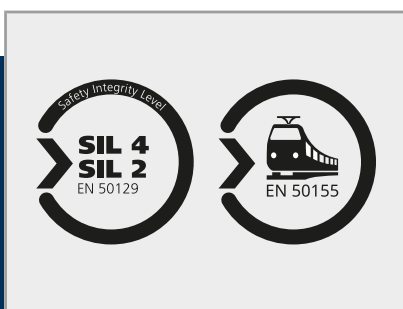 Safety Integrity Level
SIL 4
SIL 2
EN 50129
EN 50155